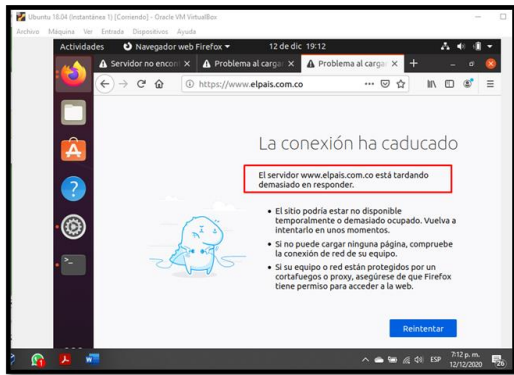 Ubuntu 18.04 (Instantánea 1) [Corriendo] - Oracle VM VirtualBox
Archivo Máquina Ver Entrada Dispositivos Ayuda
Actividades Navegador web Firefox 12 de dic 19:12
Servidor no encont Problema al cargar Problema al cargar
https://www.elpais.com.co
La conexión ha caducado
El servidor www.elpais.com.co está tardando
demasiado en responder.
• El sitio podría estar no disponible
temporalmente o demasiado ocupado. Vuelva a
intentarlo en unos momentos.
• Si no puede cargar ninguna página, compruebe
la conexión de red de su equipo.
• Si su equipo o red están protegidos por un
cortafuegos o proxy, asegúrese de que Firefox
tiene permiso para acceder a la web.
Reintentar
ESP 7:12 p. m.
12/12/2020
26